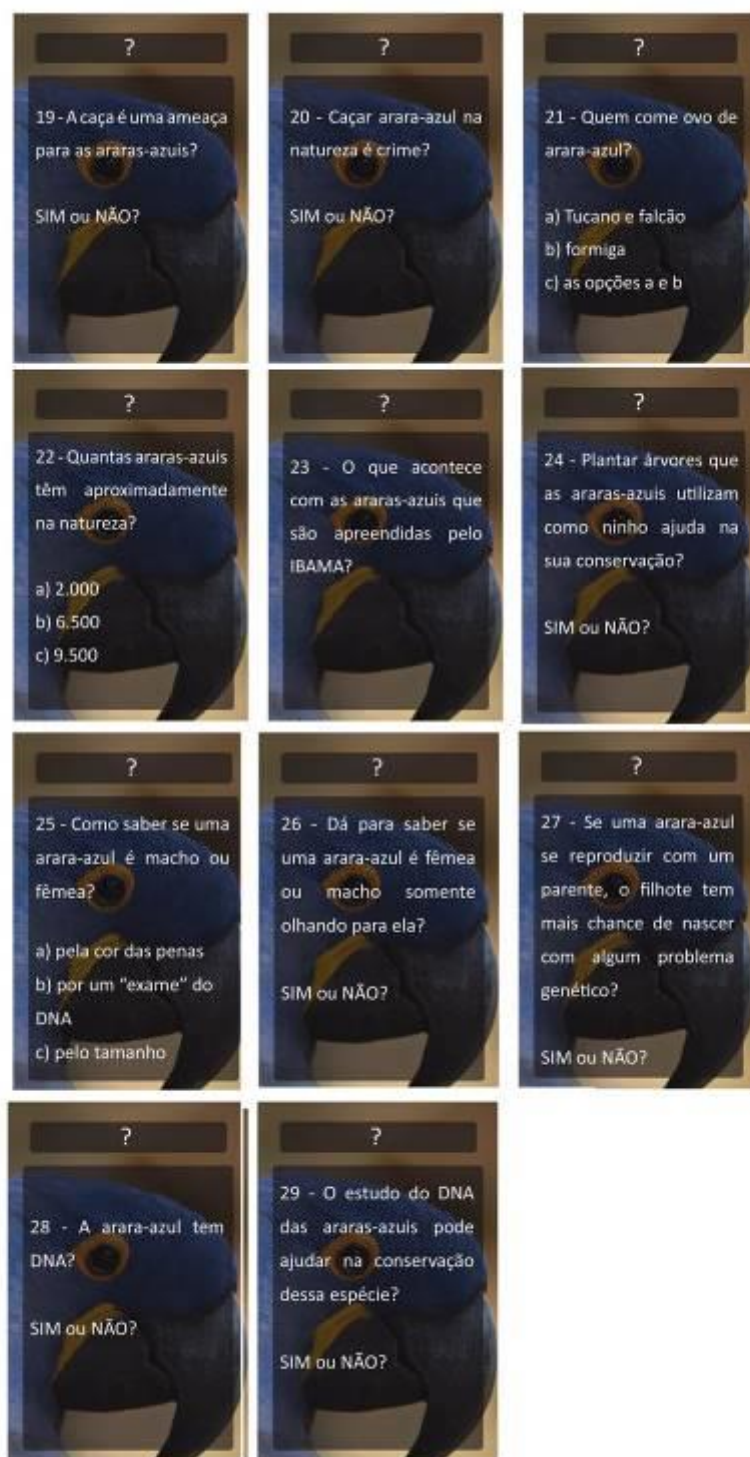 ?
19 - A caça é uma ameaça
para as araras-azuis?
SIM ou NÃO?
?
20 - Caçar arara-azul na
natureza é crime?
SIM ou NÃO?
?
21 - Quem come ovo de
arara-azul?
a) Tucano e falcão
b) formiga
c) as opções a e b
?
22 - Quantas araras-azuis
têm aproximadamente
na natureza?
a) 2.000
b) 6.500
c) 9.500
?
23 - O que acontece
com as araras-azuis que
são apreendidas pelo
IBAMA?
?
24 - Plantar árvores que
as araras-azuis utilizam
como ninho ajuda na
sua conservação?
SIM ou NÃO?
?
25 - Como saber se uma
arara-azul é macho ou
fêmea?
a) pela cor das penas
b) por um "exame" do
DNA
c) pelo tamanho
?
26 - Dá para saber se
uma arara-azul é fêmea
ou macho somente
olhando para ela?
SIM ou NÃO?
?
27 - Se uma arara-azul
se reproduzir com um
parente, o filhote tem
mais chance de nascer
com algum problema
genético?
SIM ou NÃO?
?
28 - A arara-azul tem
DNA?
SIM ou NÃO?
?
29 - O estudo do DNA
das araras-azuis pode
ajudar na conservação
dessa espécie?
SIM ou NÃO?